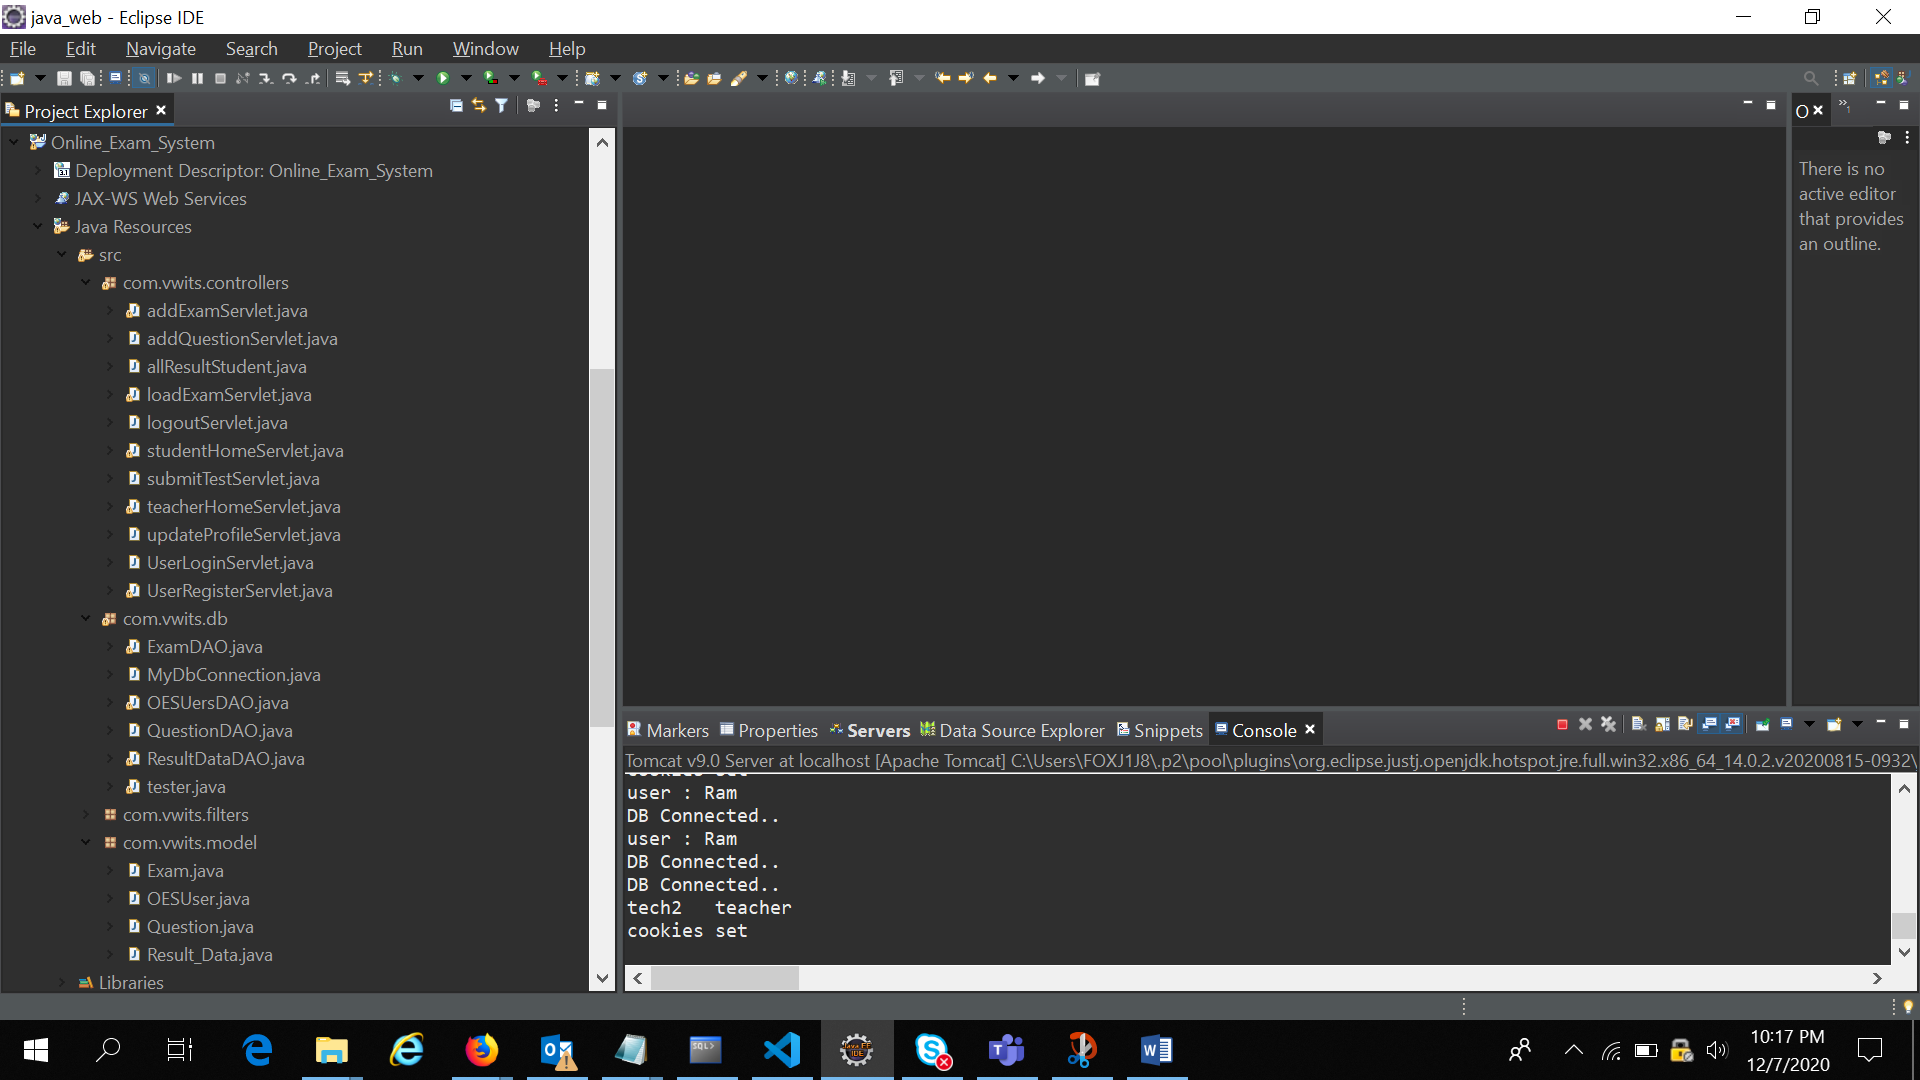 java_web - Eclipse IDE
File Edit Navigate Search Project Run Window Help
Project Explorer
Online_Exam_System
Deployment Descriptor: Online_Exam_System
JAX-WS Web Services
Java Resources
src
com.vwits.controllers
addExamServlet.java
addQuestionServlet.java
allResultStudent.java
loadExamServlet.java
logoutServlet.java
studentHomeServlet.java
submitTestServlet.java
teacherHomeServlet.java
updateProfileServlet.java
UserLoginServlet.java
UserRegisterServlet.java
com.vwits.db
ExamDAO.java
MyDbConnection.java
OESUersDAO.java
QuestionDAO.java
ResultDataDAO.java
tester.java
com.vwits.filters
com.vwits.model
Exam.java
OESUser.java
Question.java
Result_Data.java
Libraries
O
There is no
active editor
that provides
an outline.
Markers Properties Servers Data Source Explorer Snippets Console
Tomcat v9.0 Server at localhost [Apache Tomcat] C:\Users\FOXJ1J8\.p2\pool\plugins\org.eclipse.justj.openjdk.hotspot.jre.full.win32.x86_64_14.0.2.v20200815-0932\
cookies set
user : Ram
DB Connected..
user : Ram
DB Connected..
DB Connected..
tech2 teacher
cookies set
10:17 PM
12/7/2020